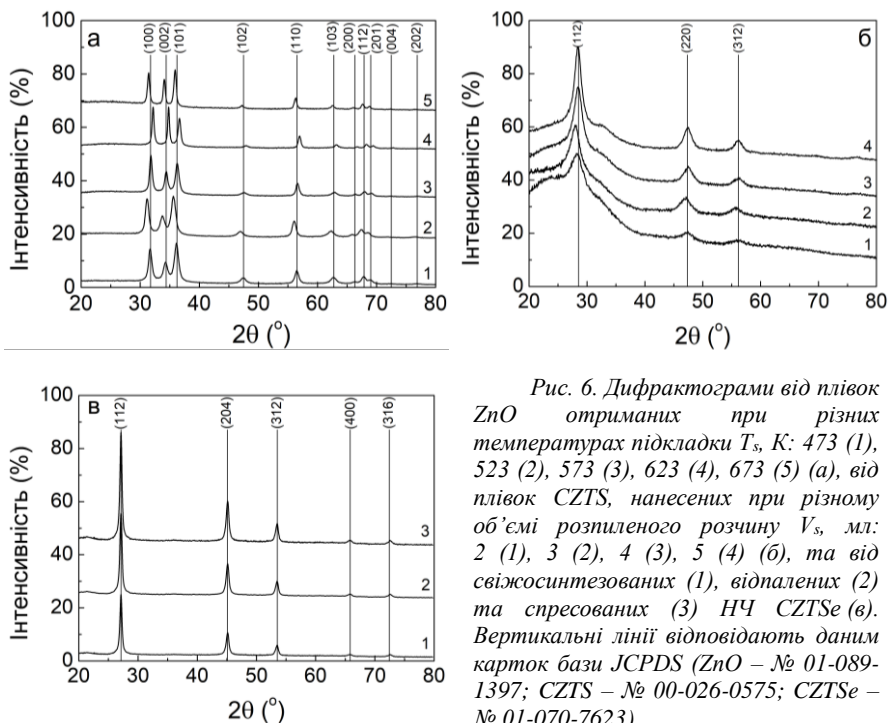 а
(100)
(002)
(101)
(102)
(110)
(103)
(200)
(112)
(201)
(004)
(202)
100
80
60
40
20
0
Інтенсивність (%)
5
4
3
2
1
20 30 40 50 60 70 80
2θ (°)
б
(112)
(220)
(312)
100
80
60
40
20
0
Інтенсивність (%)
4
3
2
1
20 30 40 50 60 70 80
2θ (°)
в
(112)
(204)
(312)
(400)
(316)
100
80
60
40
20
0
Інтенсивність (%)
3
2
1
20 30 40 50 60 70 80
2θ (°)
Рис. 6. Дифрактограми від плівок
ZnO отриманих при різних
температурах підкладки Ts, К: 473 (1),
523 (2), 573 (3), 623 (4), 673 (5) (а), від
плівок CZTS, нанесених при різному
об’ємі розпиленого розчину Vs, мл:
2 (1), 3 (2), 4 (3), 5 (4) (б), та від
свіжосинтезованих (1), відпалених (2)
та спресованих (3) НЧ CZTSe (в).
Вертикальні лінії відповідають даним
карток бази JCPDS (ZnO – № 01-089-
1397; CZTS – № 00-026-0575; CZTSe –
№ 01-070-7623)